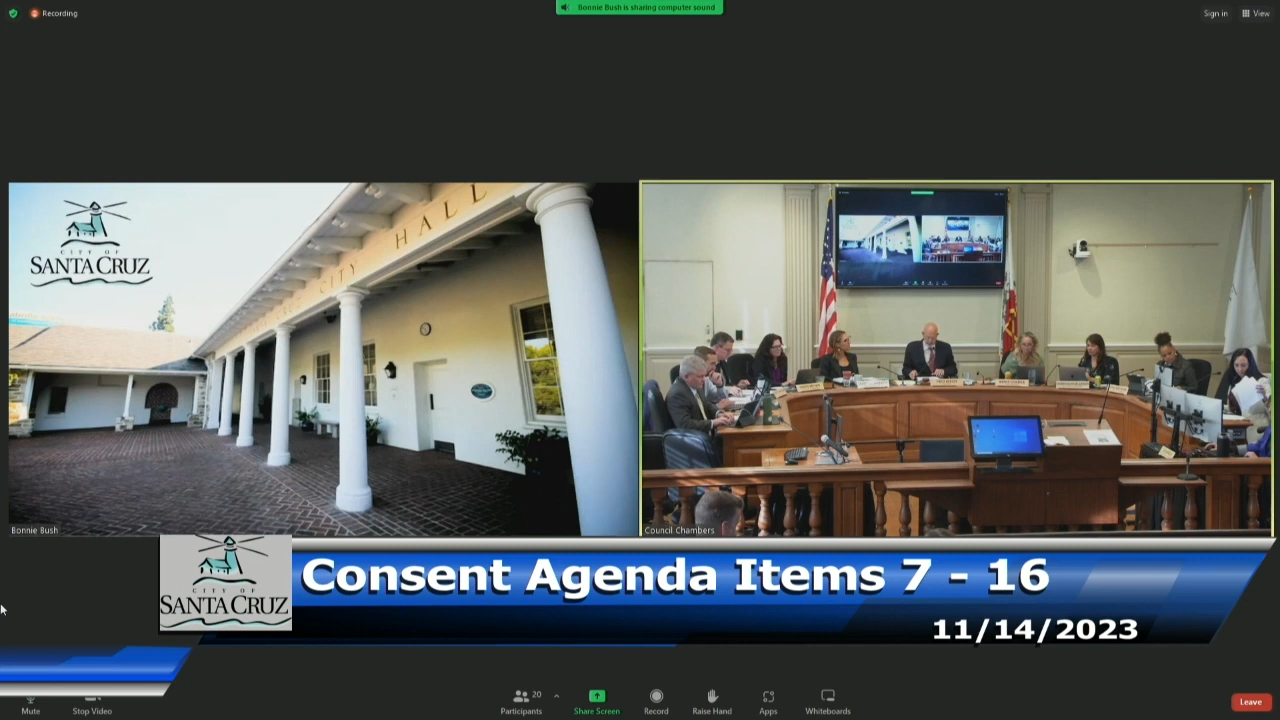 Recording
Bonnie Bush is sharing computer sound
Sign in
View
CITY OF
SANTA CRUZ
CITY HALL
Bonnie Bush
Council Chambers
CITY OF
SANTA CRUZ
Consent Agenda Items 7 - 16
11/14/2023
Mute
Stop Video
20
Participants
Share Screen
Record
Raise Hand
Apps
Whiteboards
Leave